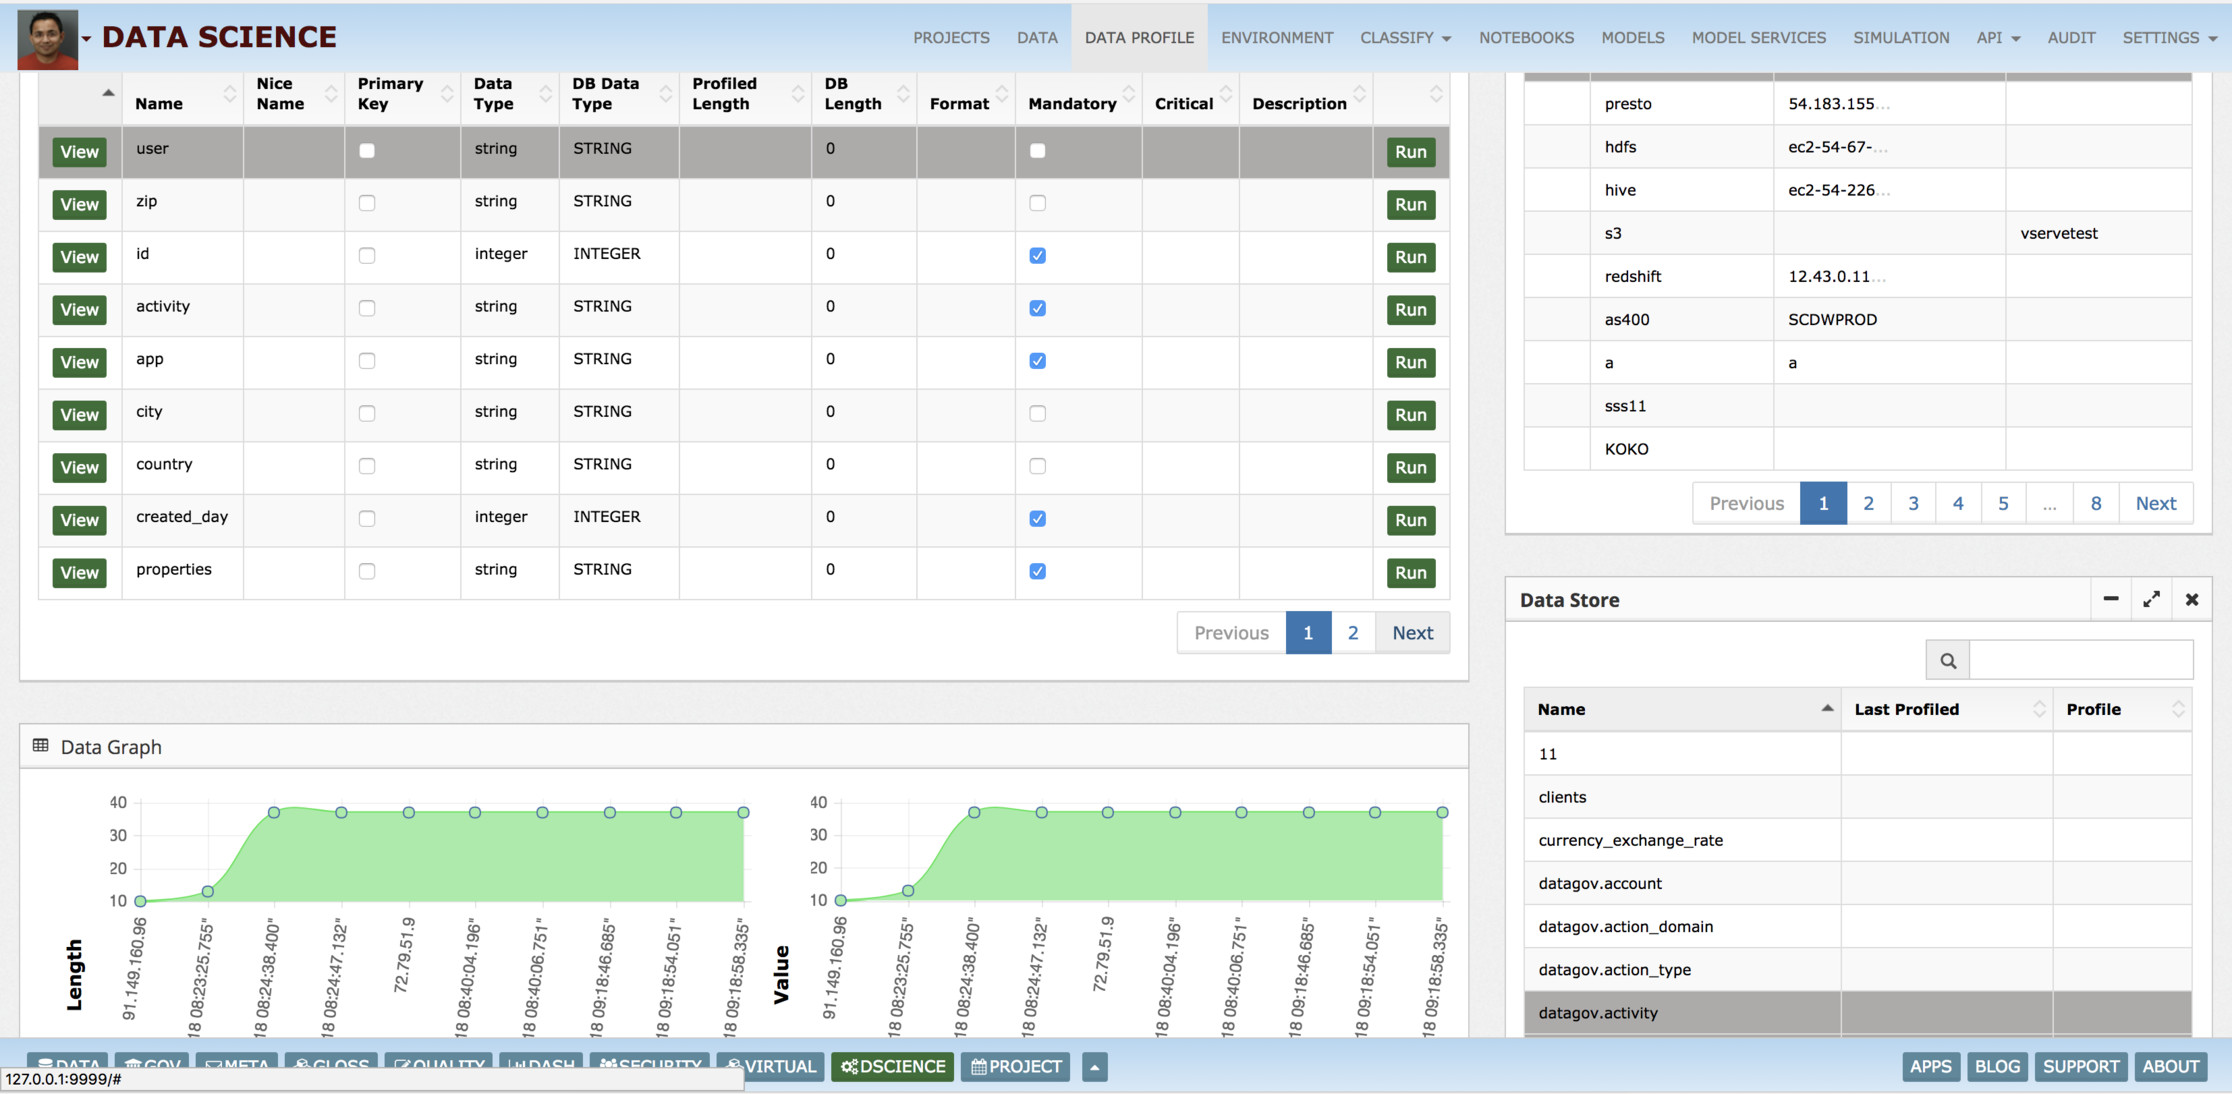 DATA SCIENCE
PROJECTS DATA DATA PROFILE ENVIRONMENT CLASSIFY NOTEBOOKS MODELS MODEL SERVICES SIMULATION API AUDIT SETTINGS
Name Nice Name Primary Key Data Type DB Data Type Profiled Length DB Length Format Mandatory Critical Description
View user string STRING 0 Run
View zip string STRING 0 Run
View id integer INTEGER 0 Run
View activity string STRING 0 Run
View app string STRING 0 Run
View city string STRING 0 Run
View country string STRING 0 Run
View created_day integer INTEGER 0 Run
View properties string STRING 0 Run
Previous 1 2 Next
presto 54.183.155...
hdfs ec2-54-67-...
hive ec2-54-226...
s3 vservetest
redshift 12.43.0.11...
as400 SCDWPROD
a a
sss11
KOKO
Previous 1 2 3 4 5 ... 8 Next
Data Store
Name Last Profiled Profile
11
clients
currency_exchange_rate
datagov.account
datagov.action_domain
datagov.action_type
datagov.activity
Data Graph
40
30
20
10
Length
91.149.160.96
18 08:23:25.755"
18 08:24:38.400"
18 08:24:47.132"
72.79.51.9
18 08:40:04.196"
18 08:40:06.751"
18 09:18:46.685"
18 09:18:54.051"
18 09:18:58.335"
40
30
20
10
Value
91.149.160.96
18 08:23:25.755"
18 08:24:38.400"
18 08:24:47.132"
72.79.51.9
18 08:40:04.196"
18 08:40:06.751"
18 09:18:46.685"
18 09:18:54.051"
18 09:18:58.335"
DATA GOV META GLOSS QUALITY DASH SECURITY VIRTUAL DSCIENCE PROJECT APPS BLOG SUPPORT ABOUT
127.0.0.1:9999/#